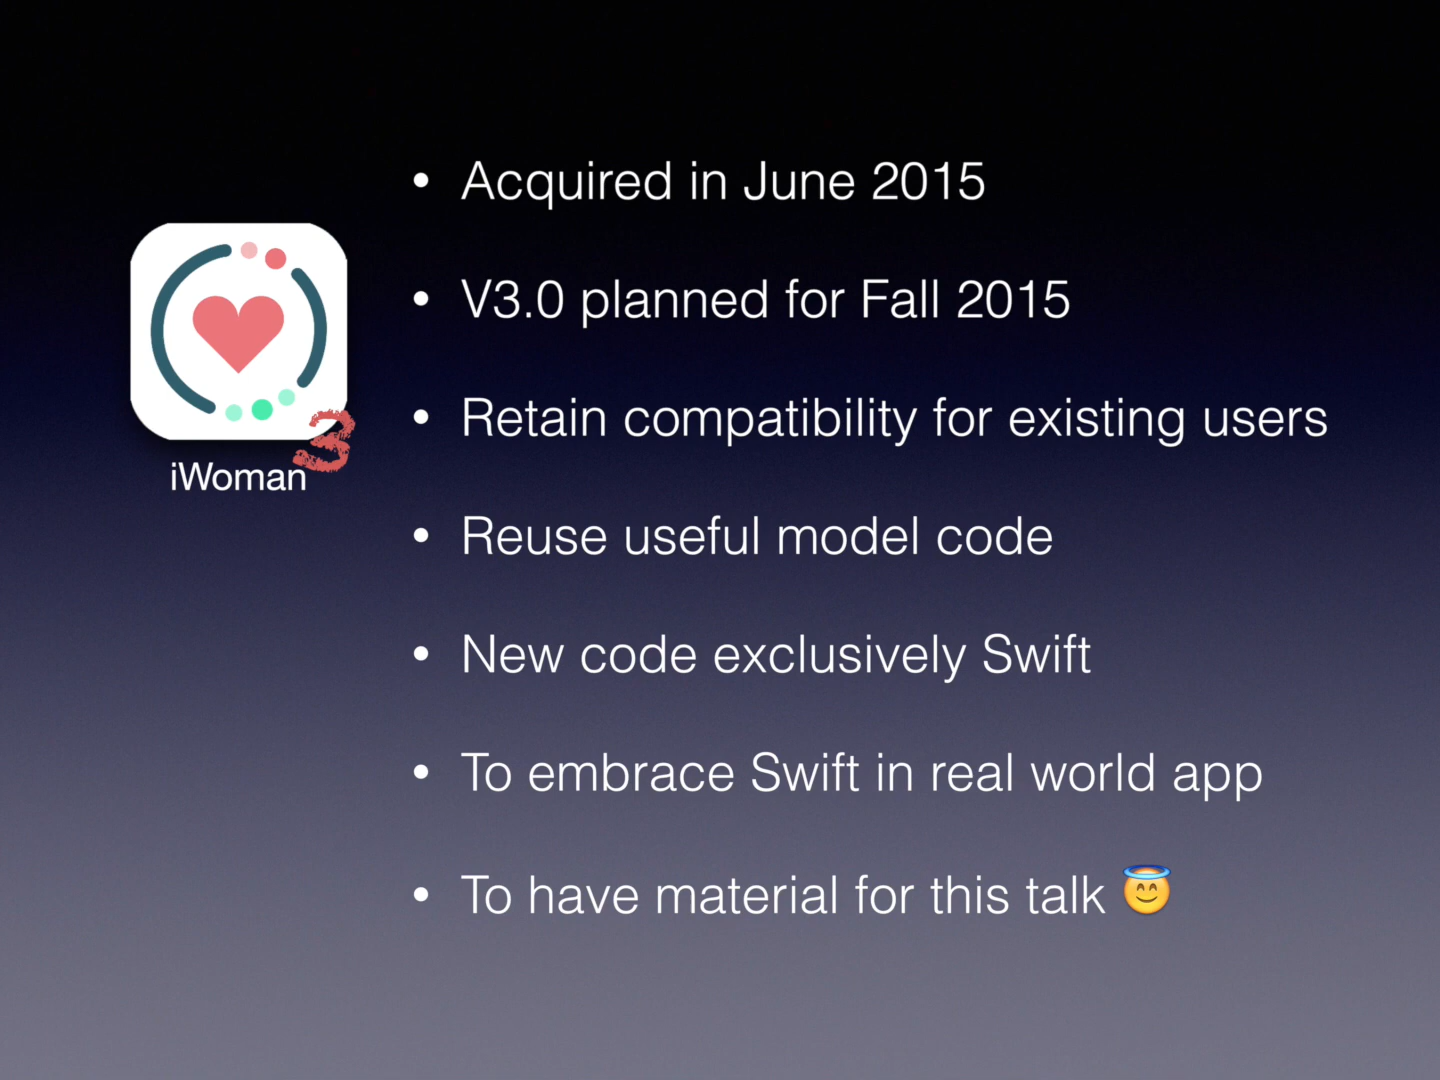 • Acquired in June 2015
• V3.0 planned for Fall 2015
• Retain compatibility for existing users
3
iWoman
• Reuse useful model code
• New code exclusively Swift
• To embrace Swift in real world app
• To have material for this talk 😇